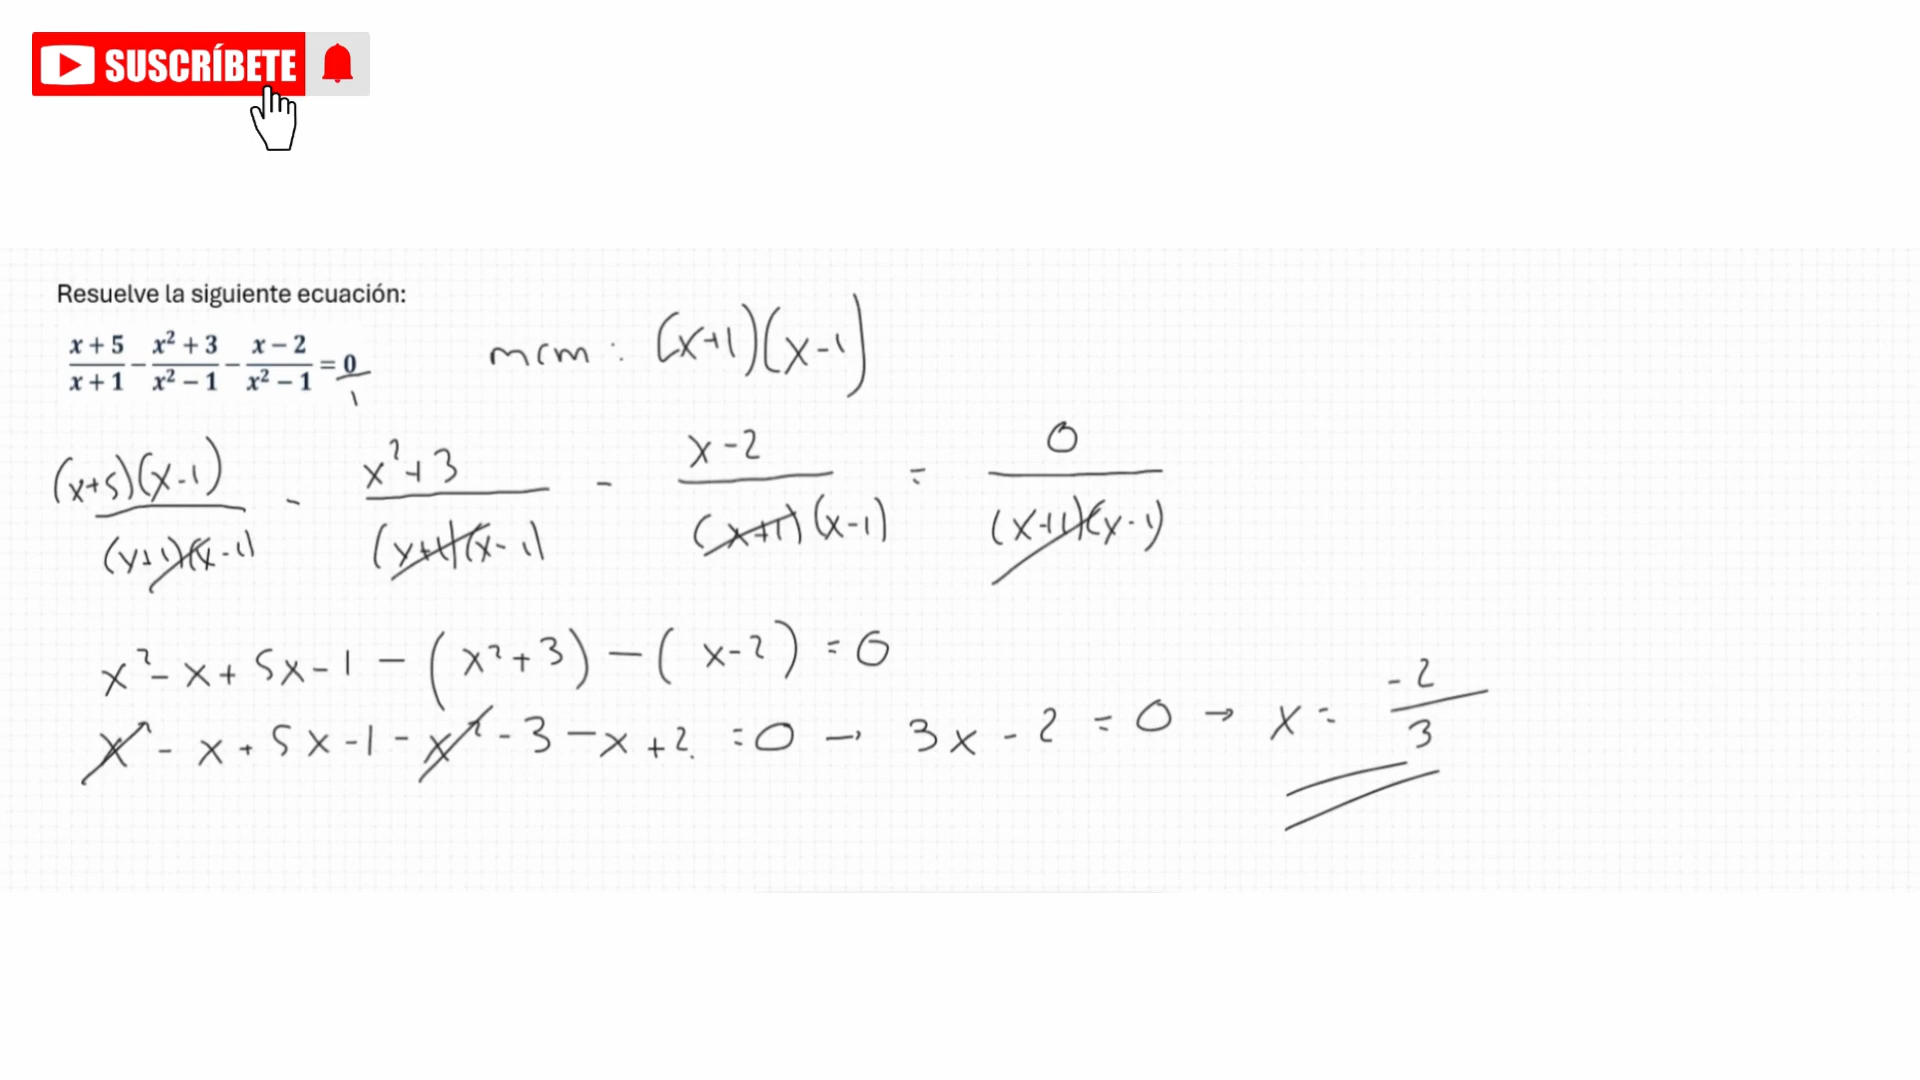 SUSCRÍBETE
Resuelve la siguiente ecuación:
(x + 5)/(x + 1) − (x² + 3)/(x² − 1) − (x − 2)/(x² − 1) = 0/1
mcm : (x+1)(x-1)
(x+5)(x-1)/(x+1)(x-1) - x²+3/(x+1)(x-1) - x-2/(x+1)(x-1) = 0/(x+1)(x-1)
x² - x + 5x - 1 - (x²+3) - (x-2) = 0
x² - x + 5x - 1 - x² - 3 - x + 2 = 0 → 3x - 2 = 0 → x = -2/3